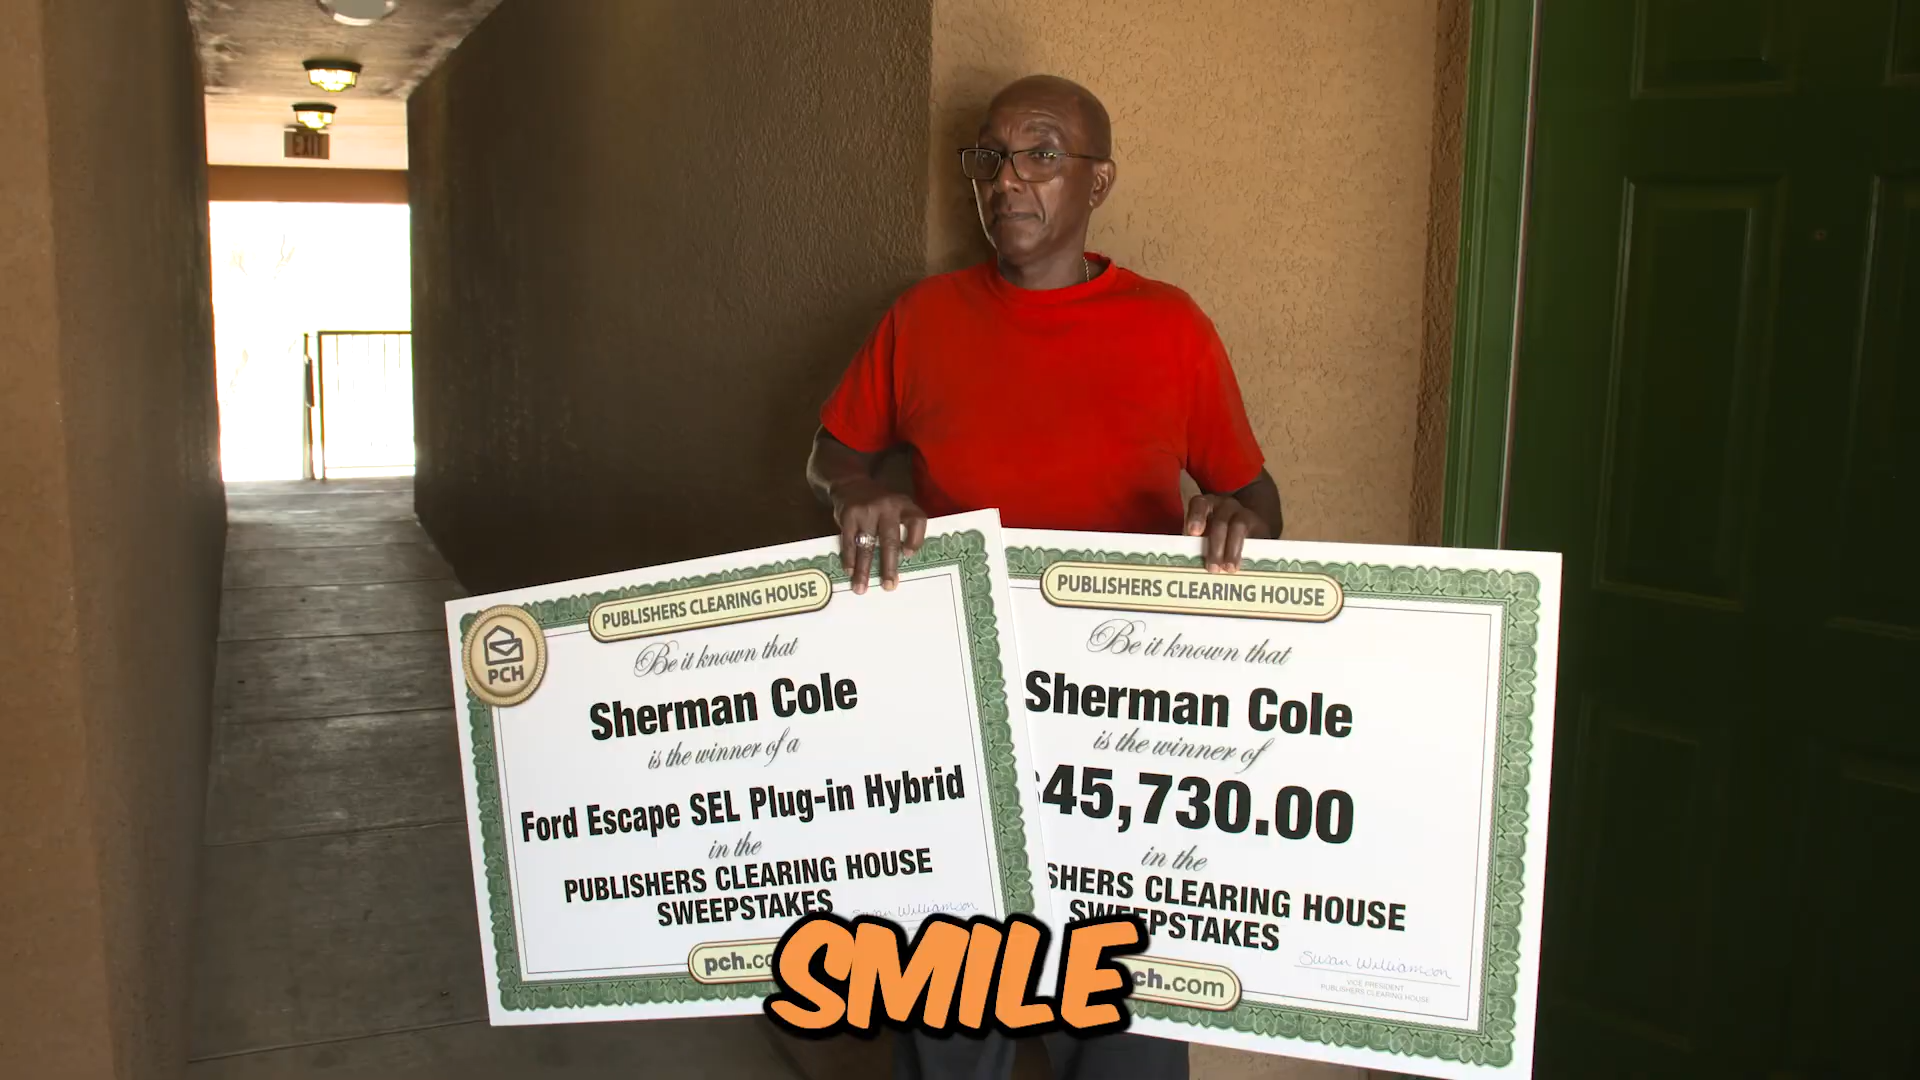 EXIT
PUBLISHERS CLEARING HOUSE
PCH
Be it known that
Sherman Cole
is the winner of a
Ford Escape SEL Plug-in Hybrid
in the
PUBLISHERS CLEARING HOUSE
SWEEPSTAKES
Susan Williamson
pch.co
PUBLISHERS CLEARING HOUSE
Be it known that
Sherman Cole
is the winner of
$45,730.00
in the
SHERS CLEARING HOUSE
SWEEPSTAKES
Susan Williamson
VICE PRESIDENT
PUBLISHERS CLEARING HOUSE
ch.com
SMILE